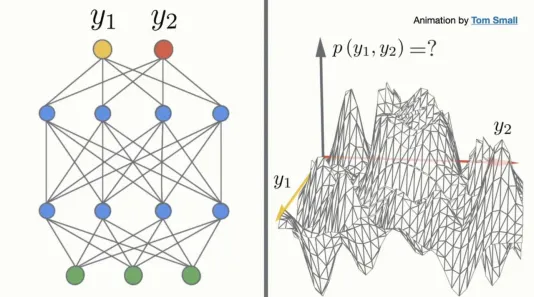 y₁ y₂
Animation by Tom Small
p (y₁, y₂) =?
y₂
y₁